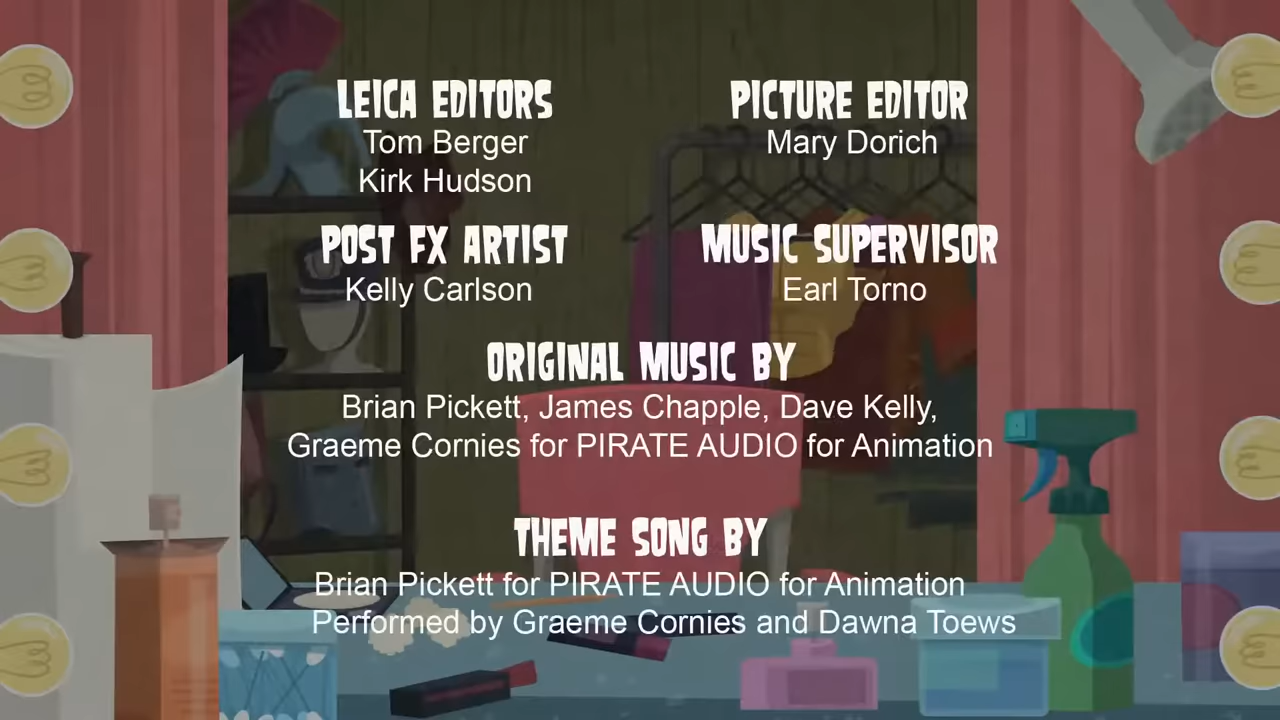 LEICA EDITORS
Tom Berger
Kirk Hudson
PICTURE EDITOR
Mary Dorich
POST FX ARTIST
Kelly Carlson
MUSIC SUPERVISOR
Earl Torno
ORIGINAL MUSIC BY
Brian Pickett, James Chapple, Dave Kelly,
Graeme Cornies for PIRATE AUDIO for Animation
THEME SONG BY
Brian Pickett for PIRATE AUDIO for Animation
Performed by Graeme Cornies and Dawna Toews